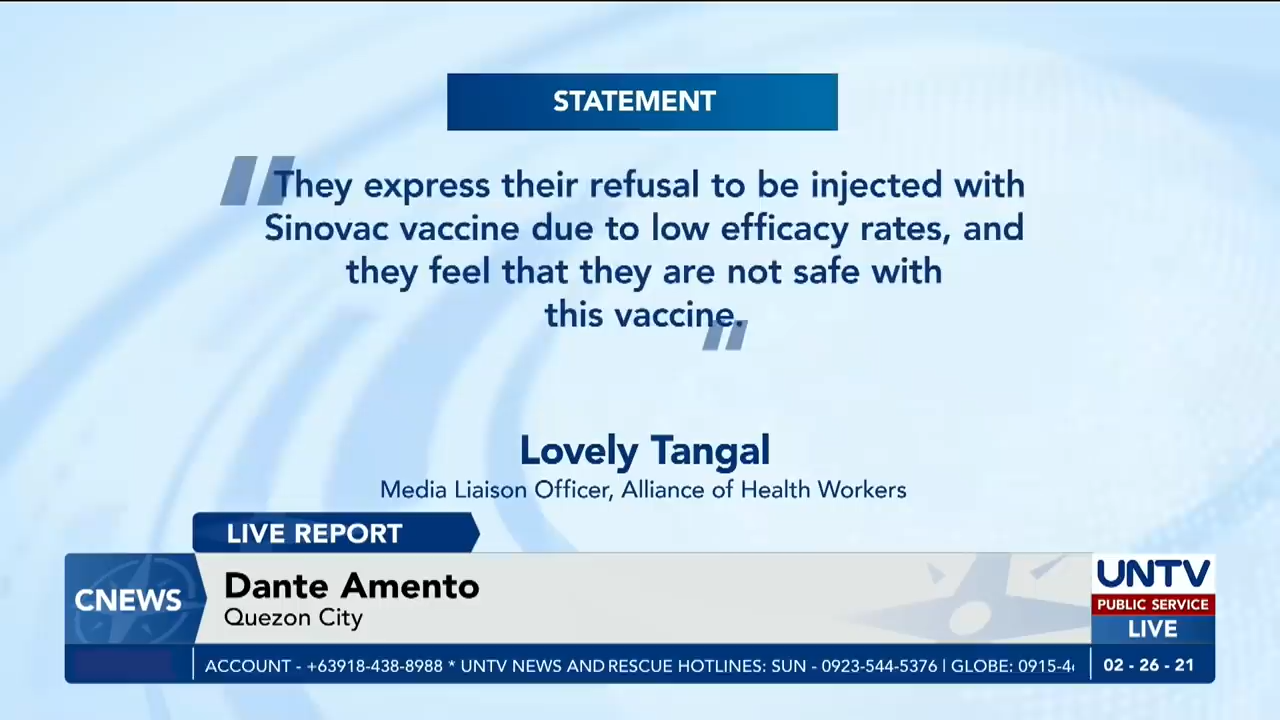 STATEMENT
They express their refusal to be injected with
Sinovac vaccine due to low efficacy rates, and
they feel that they are not safe with
this vaccine.
Lovely Tangal
Media Liaison Officer, Alliance of Health Workers
LIVE REPORT
CNEWS
Dante Amento
Quezon City
UNTV
PUBLIC SERVICE
LIVE
ACCOUNT - +63918-438-8988 * UNTV NEWS AND RESCUE HOTLINES: SUN - 0923-544-5376 | GLOBE: 0915-4
02 - 26 - 21